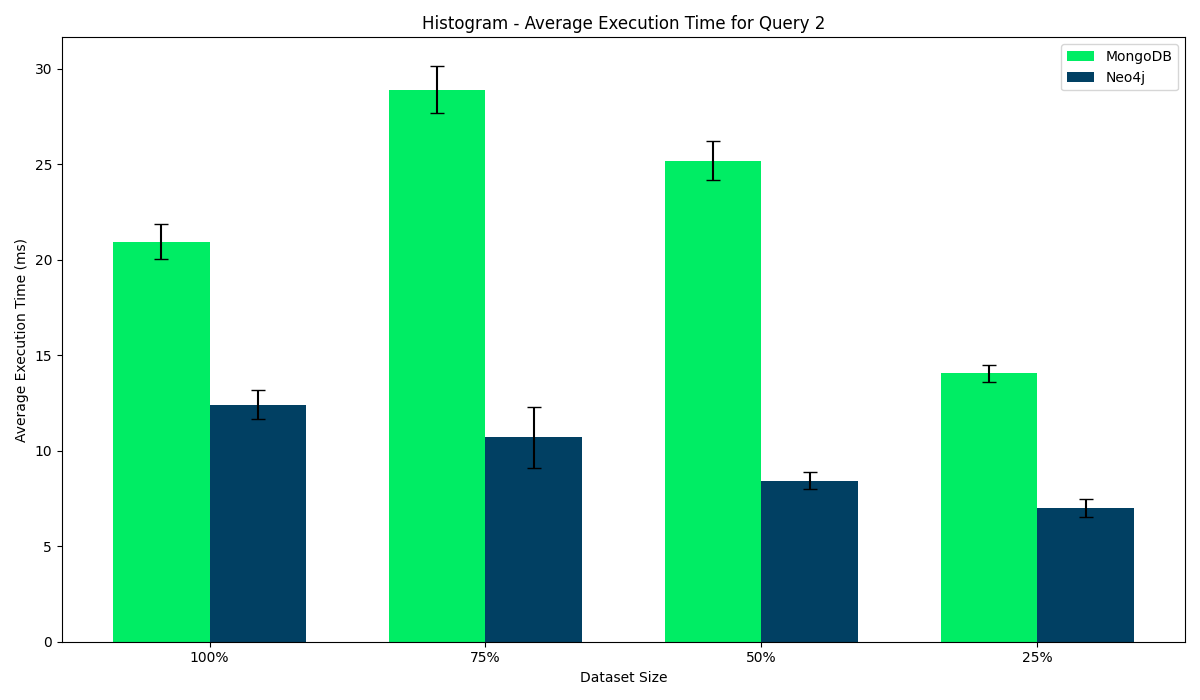 Histogram - Average Execution Time for Query 2
MongoDB
Neo4j
Average Execution Time (ms)
30
25
20
15
10
5
0
100%
75%
50%
25%
Dataset Size